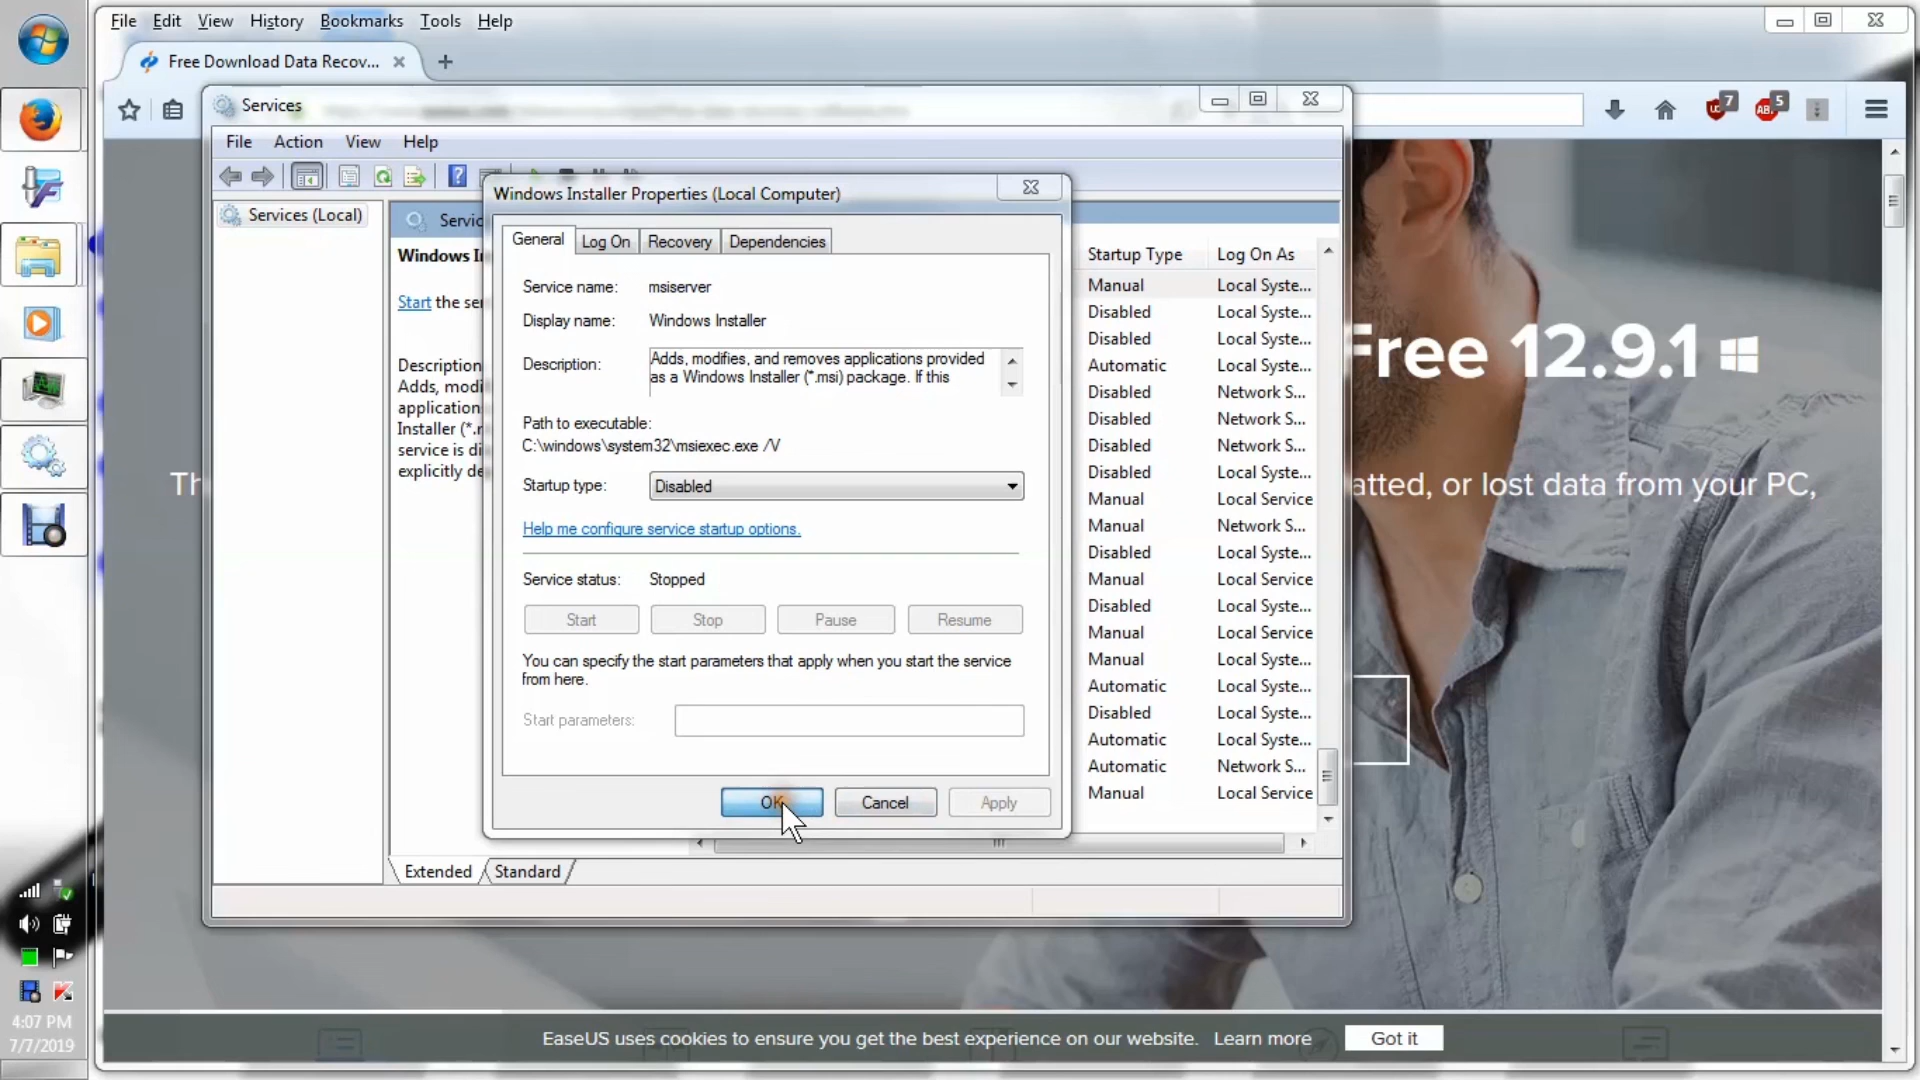 File Edit View History Bookmarks Tools Help
Free Download Data Recov...
7
5
Services
File Action View Help
Services (Local)
Startup Type Log On As
Start the
Description
Adds, modi
application
service is di
explicitly de
Manual Local Syste...
Disabled Local Syste...
Disabled Local Syste...
Automatic Local Syste...
Disabled Network S...
Disabled Network S...
Disabled Network S...
Disabled Local Syste...
Manual Local Service
Manual Network S...
Disabled Local Syste...
Manual Local Service
Disabled Local Syste...
Manual Local Service
Manual Local Syste...
Automatic Local Syste...
Disabled Local Syste...
Automatic Local Syste...
Automatic Network S...
Manual Local Service
Extended Standard
Windows Installer Properties (Local Computer)
General Log On Recovery Dependencies
Service name: msiserver
Display name: Windows Installer
Description: Adds, modifies, and removes applications provided
as a Windows Installer (*.msi) package. If this
Path to executable:
C:\windows\system32\msiexec.exe /V
Startup type: Disabled
Help me configure service startup options.
Service status: Stopped
Start Stop Pause Resume
You can specify the start parameters that apply when you start the service
from here.
Start parameters:
OK Cancel Apply
Free 12.9.1
Th
atted, or lost data from your PC,
EaseUS uses cookies to ensure you get the best experience on our website. Learn more Got it
4:07 PM
7/7/2019